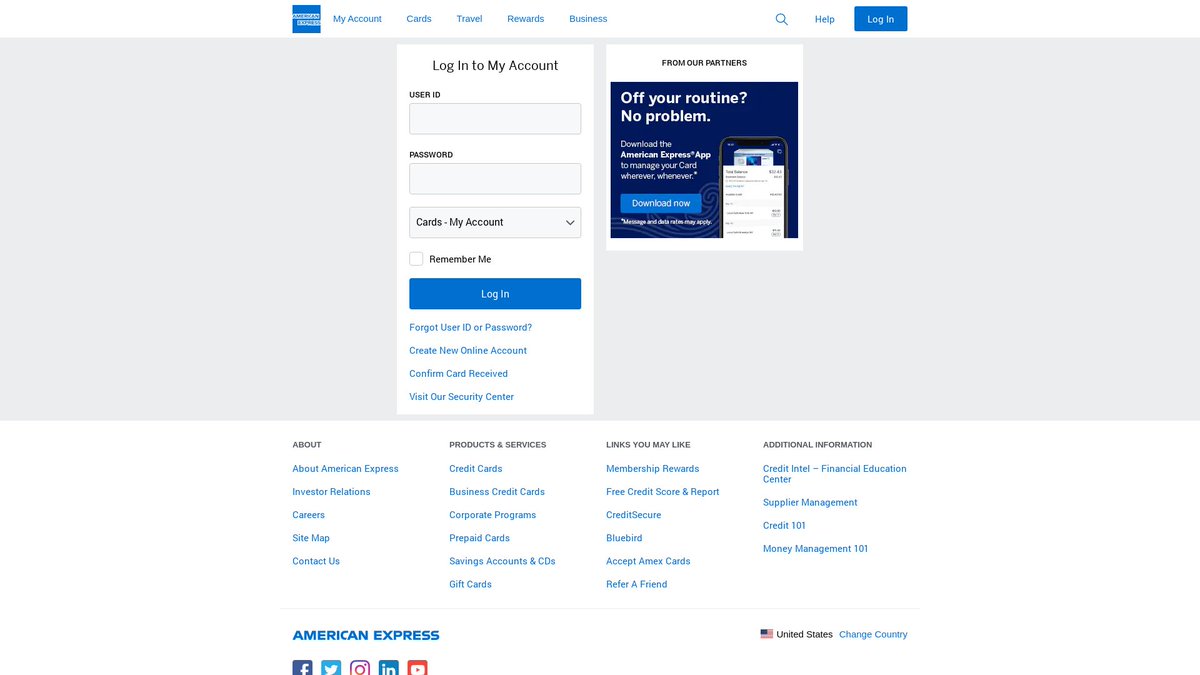 AMERICAN
EXPRESS
My Account
Cards
Travel
Rewards
Business
Help
Log In
Log In to My Account
USER ID
PASSWORD
Cards - My Account
Remember Me
Log In
Forgot User ID or Password?
Create New Online Account
Confirm Card Received
Visit Our Security Center
FROM OUR PARTNERS
Off your routine?
No problem.
Download the
American Express® App
to manage your Card
wherever, whenever.*
Download now
*Message and data rates may apply.
Total Balance
ABOUT
About American Express
Investor Relations
Careers
Site Map
Contact Us
PRODUCTS & SERVICES
Credit Cards
Business Credit Cards
Corporate Programs
Prepaid Cards
Savings Accounts & CDs
Gift Cards
LINKS YOU MAY LIKE
Membership Rewards
Free Credit Score & Report
CreditSecure
Bluebird
Accept Amex Cards
Refer A Friend
ADDITIONAL INFORMATION
Credit Intel – Financial Education
Center
Supplier Management
Credit 101
Money Management 101
AMERICAN EXPRESS
United States
Change Country